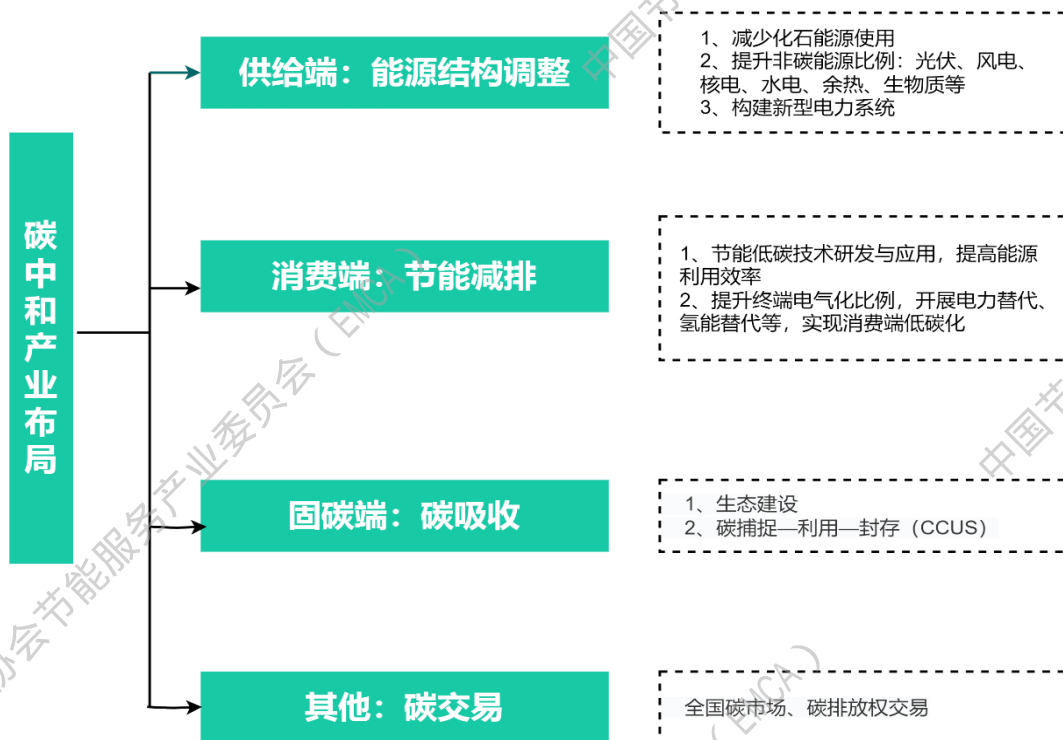 碳中和产业布局
供给端：能源结构调整
1、减少化石能源使用
2、提升非碳能源比例：光伏、风电、
核电、水电、余热、生物质等
3、构建新型电力系统
消费端：节能减排
1、节能低碳技术研发与应用，提高能源
利用效率
2、提升终端电气化比例，开展电力替代、
氢能替代等，实现消费端低碳化
固碳端：碳吸收
1、生态建设
2、碳捕捉—利用—封存（CCUS）
其他：碳交易
全国碳市场、碳排放权交易
协会节能服务产业委员会（EMCA）
中国节
中国节
（EMCA）